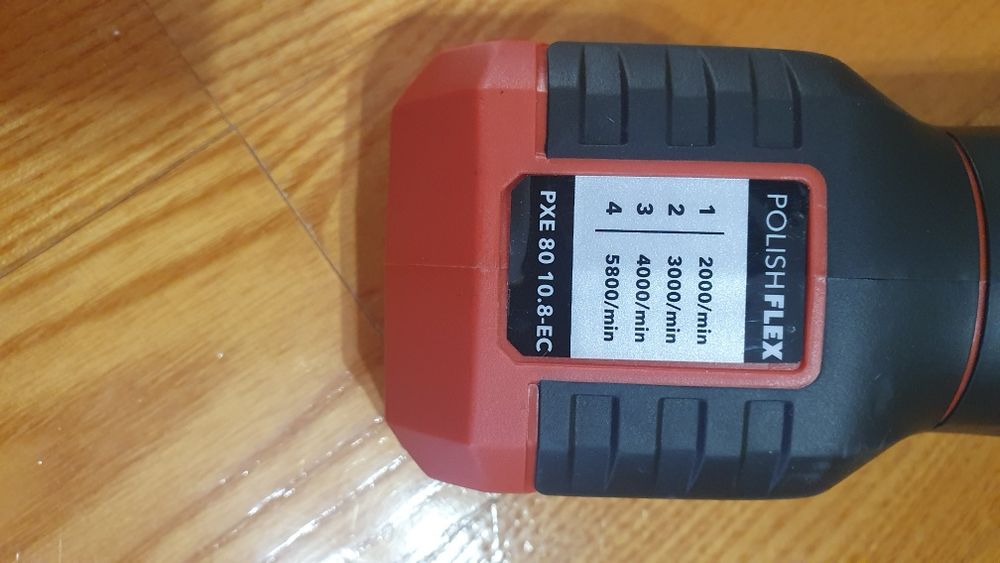 POLISHFLEX
1 2000/min
2 3000/min
3 4000/min
4 5800/min
PXE 80 10.8-EC